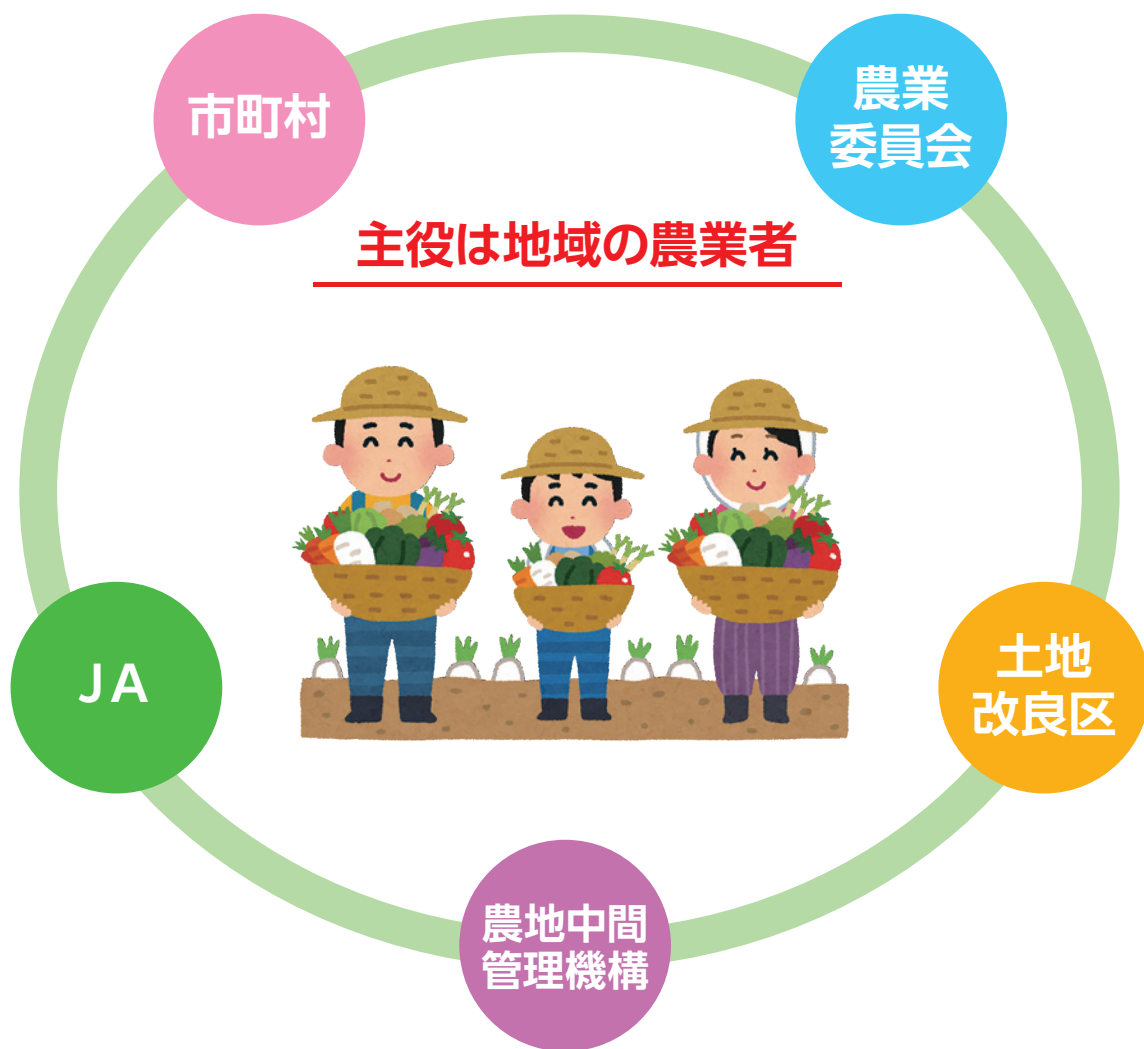 市町村
農業
委員会
主役は地域の農業者
JA
土地
改良区
農地中間
管理機構